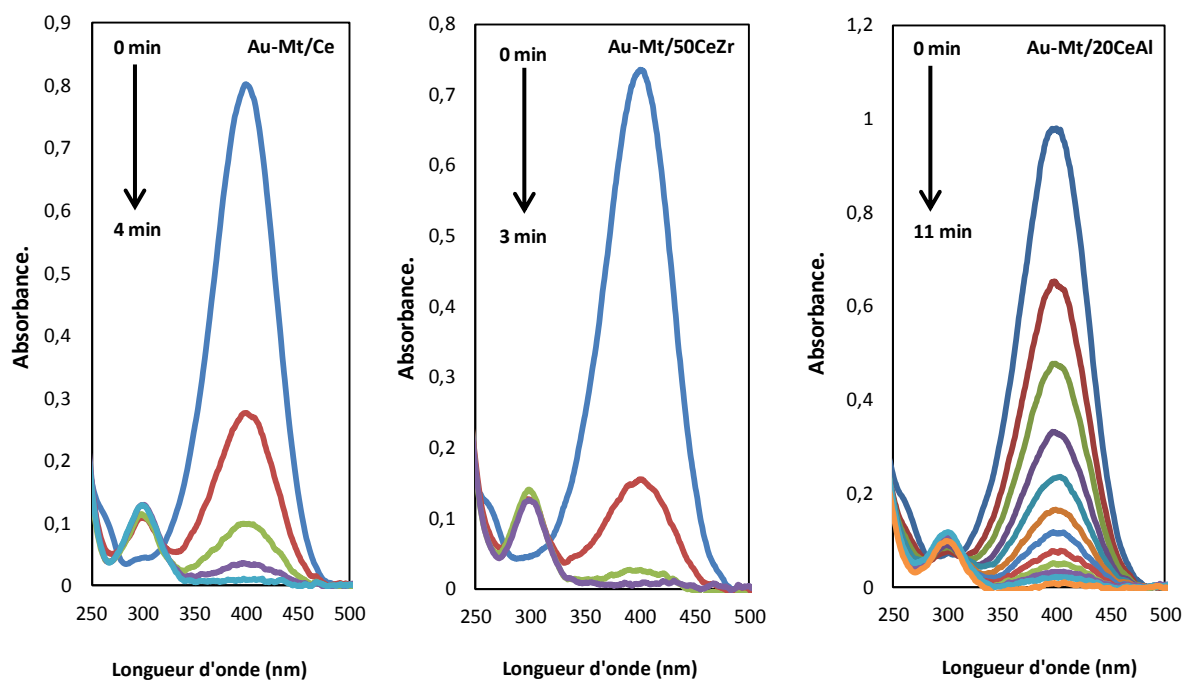 Au-Mt/Ce
0 min
4 min
0,9
0,8
0,7
0,6
0,5
0,4
0,3
0,2
0,1
0
Absorbance.
250 300 350 400 450 500
Longueur d'onde (nm)
Au-Mt/50CeZr
0 min
3 min
0,8
0,7
0,6
0,5
0,4
0,3
0,2
0,1
0
Absorbance.
250 300 350 400 450 500
Longueur d'onde (nm)
Au-Mt/20CeAl
0 min
11 min
1,2
1
0,8
0,6
0,4
0,2
0
Absorbance.
250 300 350 400 450 500
Longueur d'onde (nm)